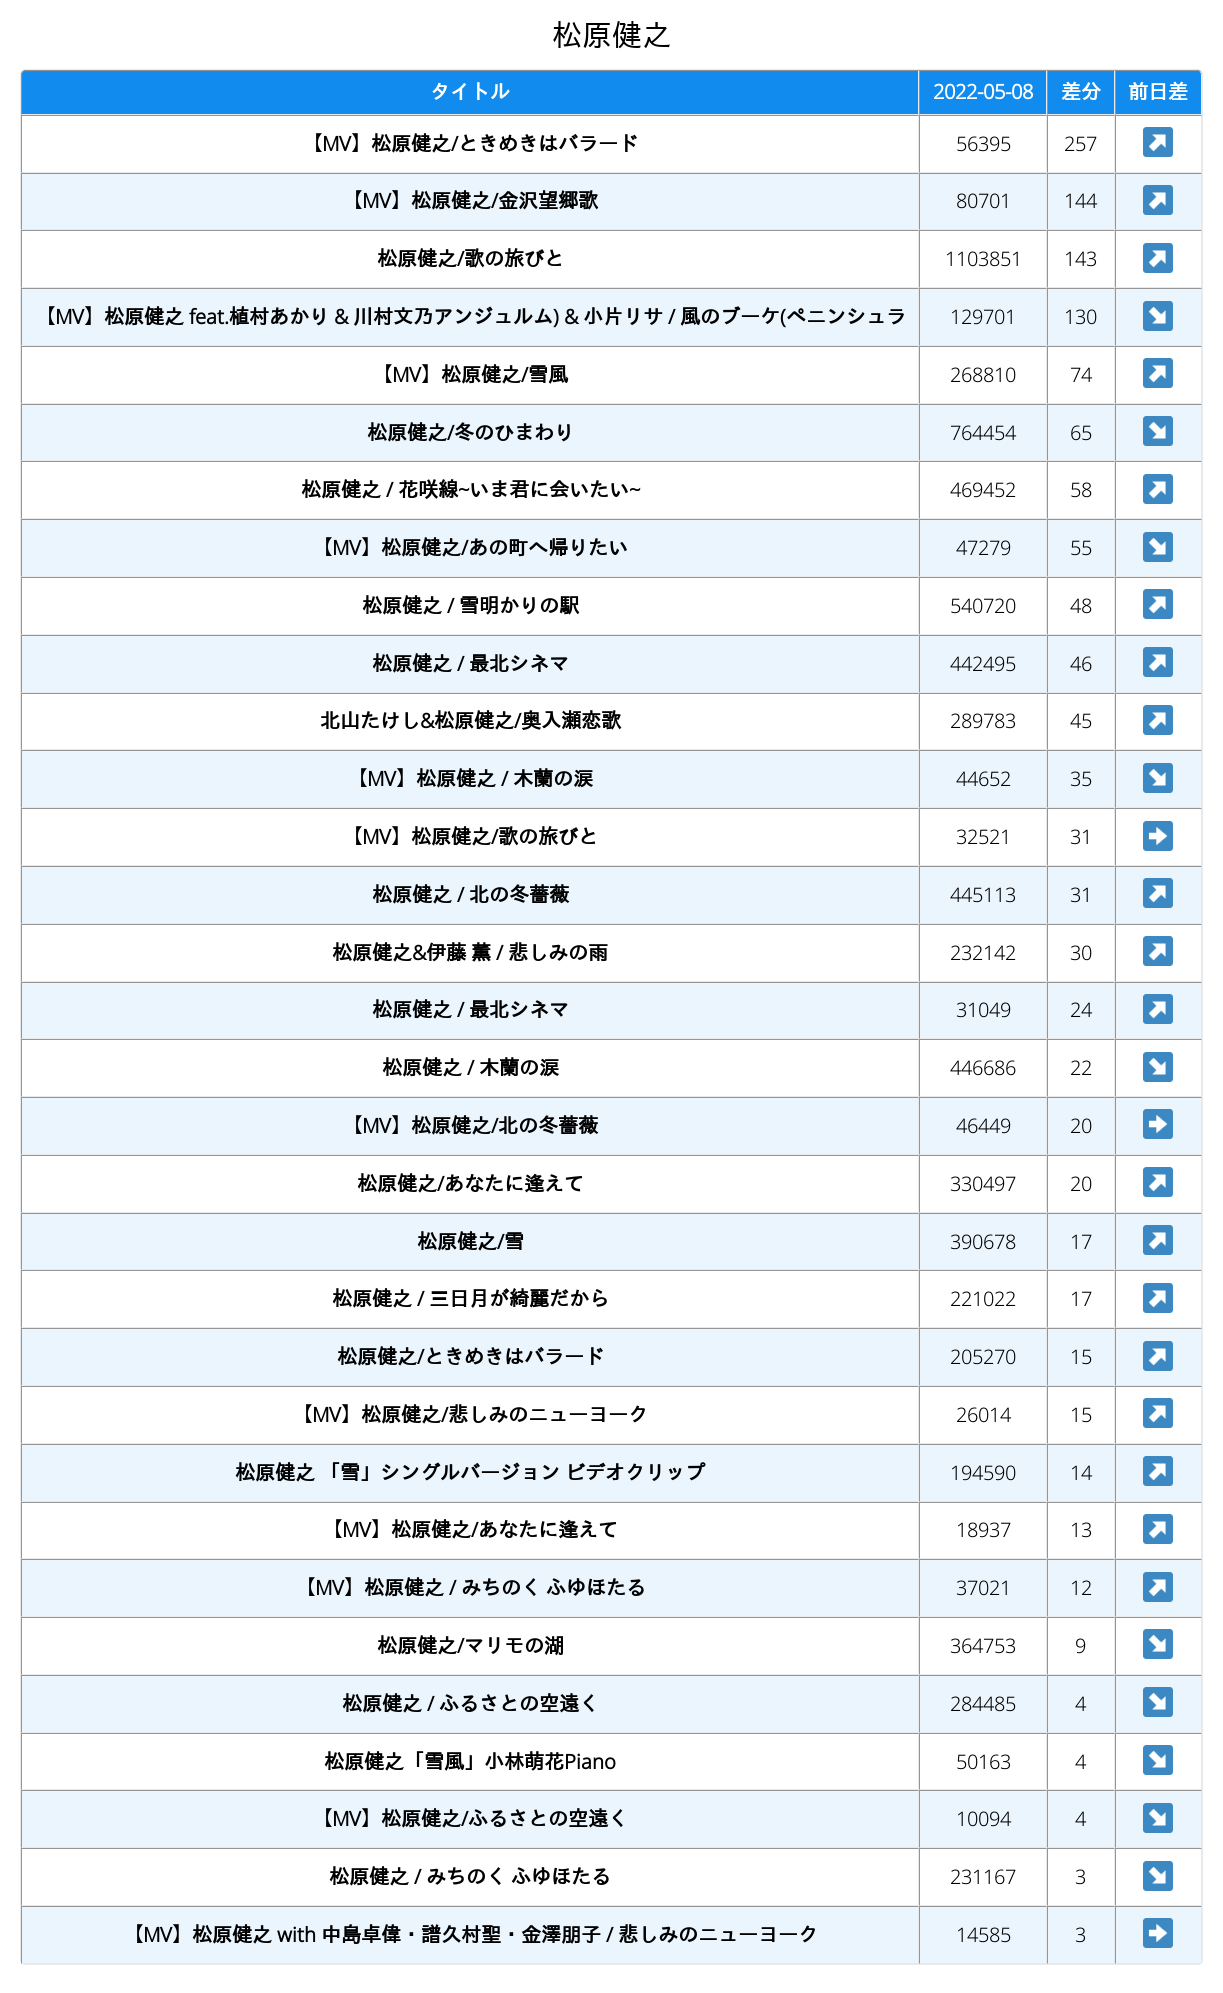 松原健之
タイトル 2022-05-08 差分 前日差
【MV】松原健之/ときめきはバラード 56395 257
【MV】松原健之/金沢望郷歌 80701 144
松原健之/歌の旅びと 1103851 143
【MV】松原健之 feat.植村あかり & 川村文乃アンジュルム) & 小片リサ / 風のブーケ(ペニンシュラ 129701 130
【MV】松原健之/雪風 268810 74
松原健之/冬のひまわり 764454 65
松原健之 / 花咲線~いま君に会いたい~ 469452 58
【MV】松原健之/あの町へ帰りたい 47279 55
松原健之 / 雪明かりの駅 540720 48
松原健之 / 最北シネマ 442495 46
北山たけし&松原健之/奥入瀬恋歌 289783 45
【MV】松原健之 / 木蘭の涙 44652 35
【MV】松原健之/歌の旅びと 32521 31
松原健之 / 北の冬薔薇 445113 31
松原健之&伊藤 薫 / 悲しみの雨 232142 30
松原健之 / 最北シネマ 31049 24
松原健之 / 木蘭の涙 446686 22
【MV】松原健之/北の冬薔薇 46449 20
松原健之/あなたに逢えて 330497 20
松原健之/雪 390678 17
松原健之 / 三日月が綺麗だから 221022 17
松原健之/ときめきはバラード 205270 15
【MV】松原健之/悲しみのニューヨーク 26014 15
松原健之 「雪」シングルバージョン ビデオクリップ 194590 14
【MV】松原健之/あなたに逢えて 18937 13
【MV】松原健之 / みちのく ふゆほたる 37021 12
松原健之/マリモの湖 364753 9
松原健之 / ふるさとの空遠く 284485 4
松原健之「雪風」小林萌花Piano 50163 4
【MV】松原健之/ふるさとの空遠く 10094 4
松原健之 / みちのく ふゆほたる 231167 3
【MV】松原健之 with 中島卓偉・譜久村聖・金澤朋子 / 悲しみのニューヨーク 14585 3